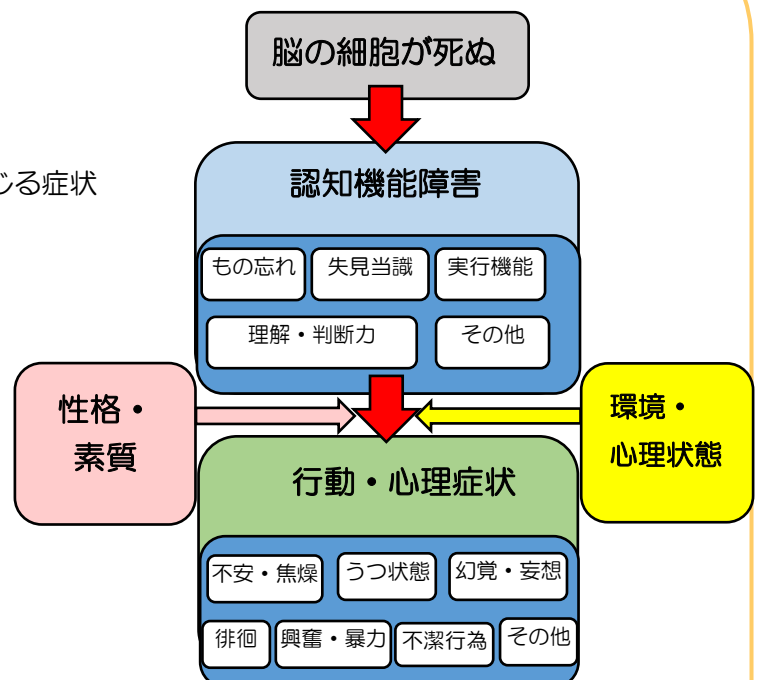 脳の細胞が死ぬ
じる症状
認知機能障害
もの忘れ
失見当識
実行機能
理解・判断力
その他
性格・
素質
環境・
心理状態
行動・心理症状
不安・焦燥
うつ状態
幻覚・妄想
徘徊
興奮・暴力
不潔行為
その他